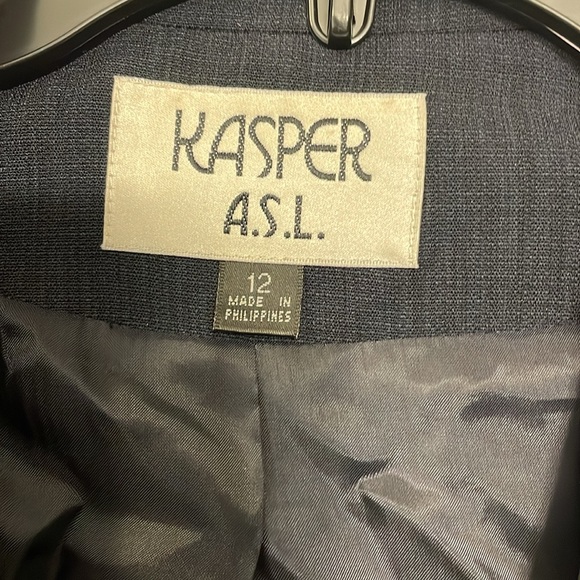 KASPER
A.S.L.
12
MADE IN
PHILIPPINES